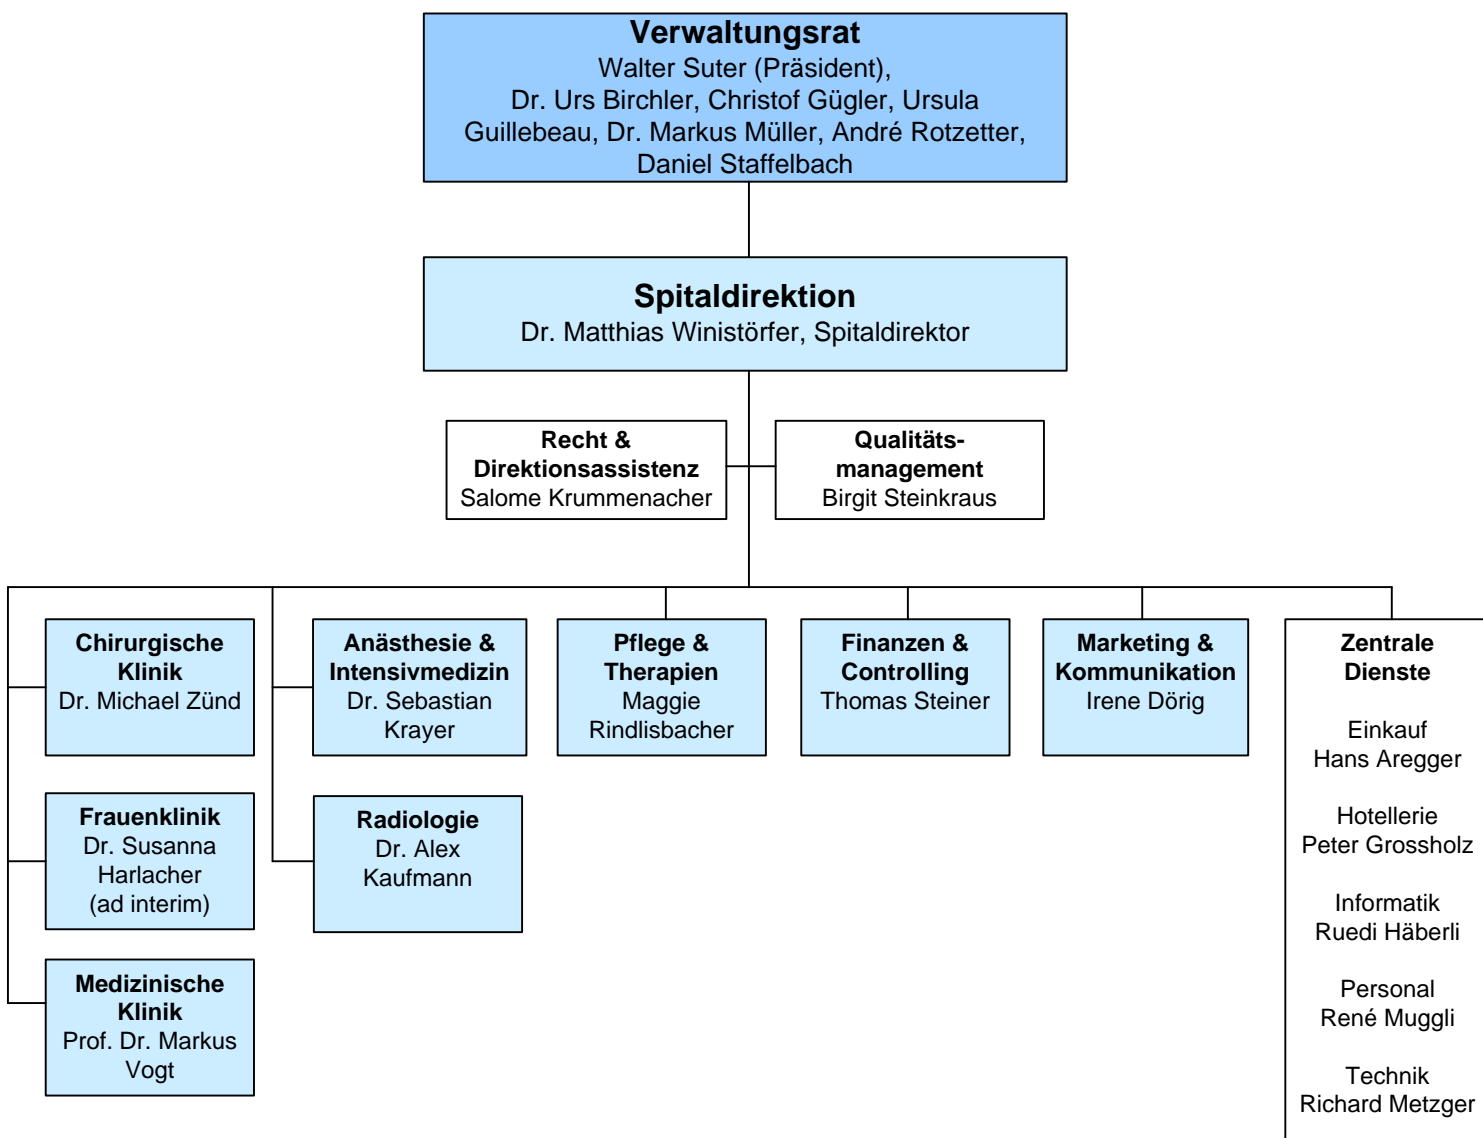 Verwaltungsrat
Walter Suter (Präsident),
Dr. Urs Birchler, Christof Gügler, Ursula
Guillebeau, Dr. Markus Müller, André Rotzetter,
Daniel Staffelbach
Spitaldirektion
Dr. Matthias Winistörfer, Spitaldirektor
Recht &
Direktionsassistenz
Salome Krummenacher
Qualitäts-
management
Birgit Steinkraus
Chirurgische
Klinik
Dr. Michael Zünd
Anästhesie &
Intensivmedizin
Dr. Sebastian
Krayer
Pflege &
Therapien
Maggie
Rindlisbacher
Finanzen &
Controlling
Thomas Steiner
Marketing &
Kommunikation
Irene Dörig
Zentrale
Dienste
Einkauf
Hans Aregger
Hotellerie
Peter Grossholz
Informatik
Ruedi Häberli
Personal
René Muggli
Technik
Richard Metzger
Frauenklinik
Dr. Susanna
Harlacher
(ad interim)
Radiologie
Dr. Alex
Kaufmann
Medizinische
Klinik
Prof. Dr. Markus
Vogt